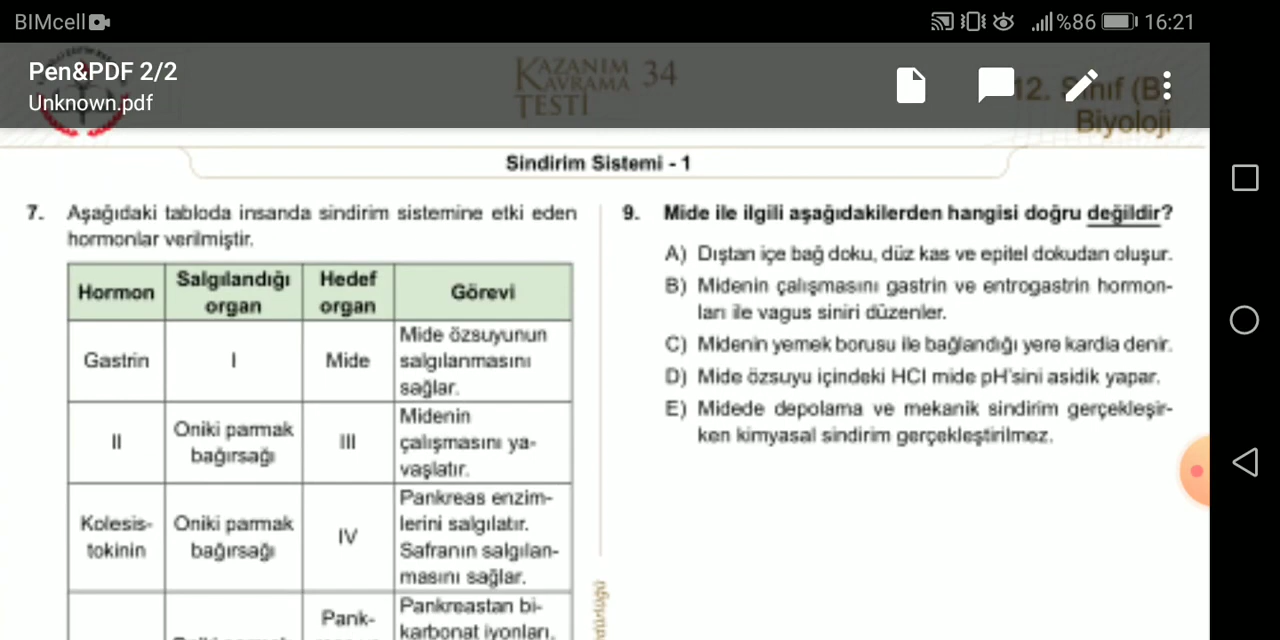 BIMcell
%86
16:21
Pen&PDF 2/2
Unknown.pdf
KAZANIM
KAVRAMA
TESTİ
34
12. Sınıf (B
Biyoloji
Sindirim Sistemi - 1
7. Aşağıdaki tabloda insanda sindirim sistemine etki eden
hormonlar verilmiştir.
Hormon
Salgılandığı
organ
Hedef
organ
Görevi
Gastrin
I
Mide
Mide özsuyunun
salgılanmasını
sağlar.
II
Oniki parmak
bağırsağı
III
Midenin
çalışmasını ya-
vaşlatır.
Kolesis-
tokinin
Oniki parmak
bağırsağı
IV
Pankreas enzim-
lerini salgılatır.
Safranın salgılan-
masını sağlar.
Pank-
Pankreastan bi-
karbonat iyonları,
9. Mide ile ilgili aşağıdakilerden hangisi doğru değildir?
A) Dıştan içe bağ doku, düz kas ve epitel dokudan oluşur.
B) Midenin çalışmasını gastrin ve entrogastrin hormon-
ları ile vagus siniri düzenler.
C) Midenin yemek borusu ile bağlandığı yere kardia denir.
D) Mide özsuyu içindeki HCl mide pH'sini asidik yapar.
E) Midede depolama ve mekanik sindirim gerçekleşir-
ken kimyasal sindirim gerçekleştirilmez.